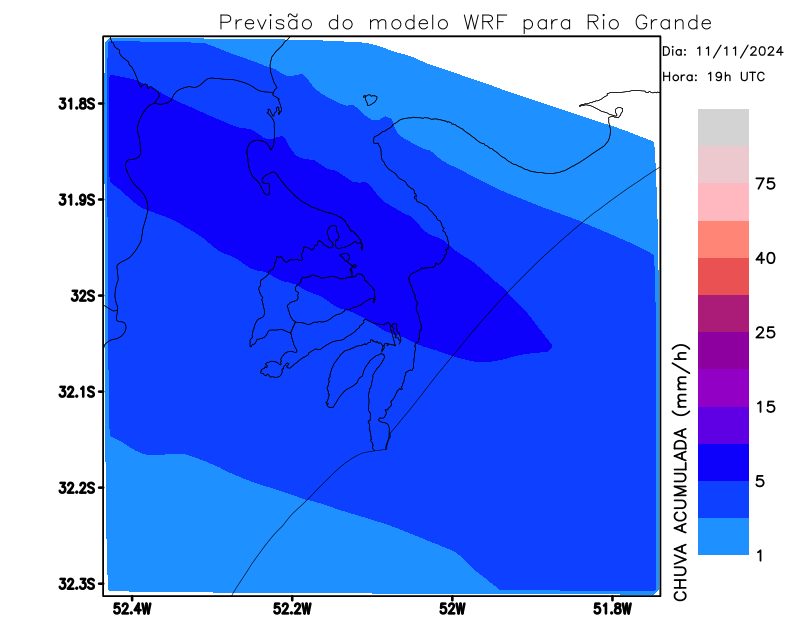 Previsão do modelo WRF para Rio Grande
Dia: 11/11/2024
Hora: 19h UTC
31.8S
31.9S
32S
32.1S
32.2S
32.3S
52.4W
52.2W
52W
51.8W
75
40
25
15
5
1
CHUVA ACUMULADA (mm/h)